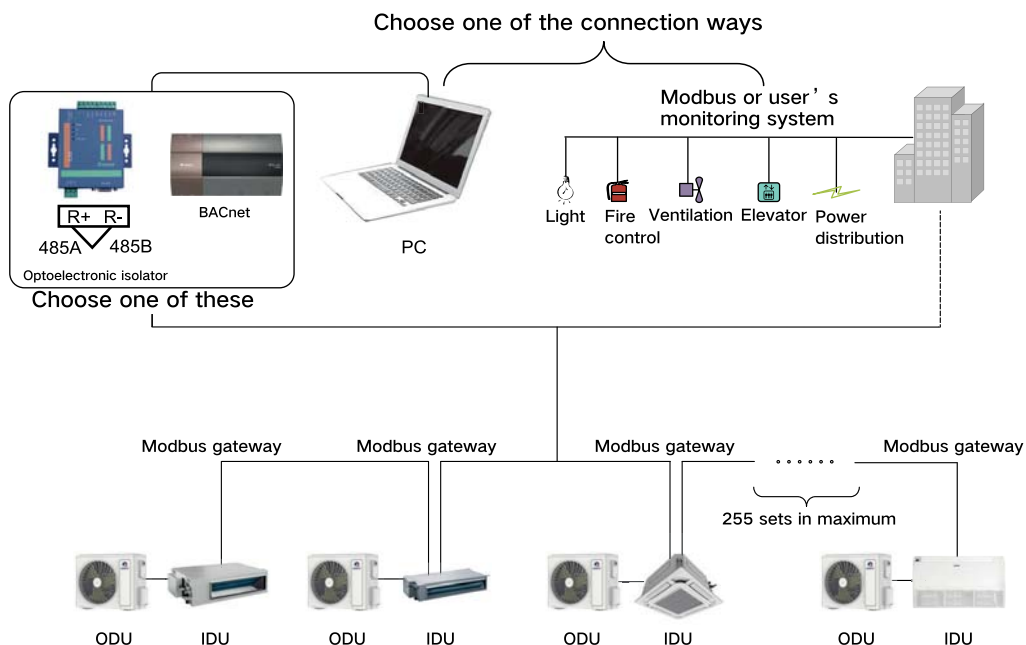 Choose one of the connection ways
Modbus or user’s
monitoring system
R+ R-
485A 485B
Optoelectronic isolator
BACnet
Choose one of these
PC
Light
Fire
control
Ventilation
Elevator
Power
distribution
Modbus gateway
Modbus gateway
Modbus gateway
Modbus gateway
255 sets in maximum
ODU IDU ODU IDU ODU IDU ODU IDU